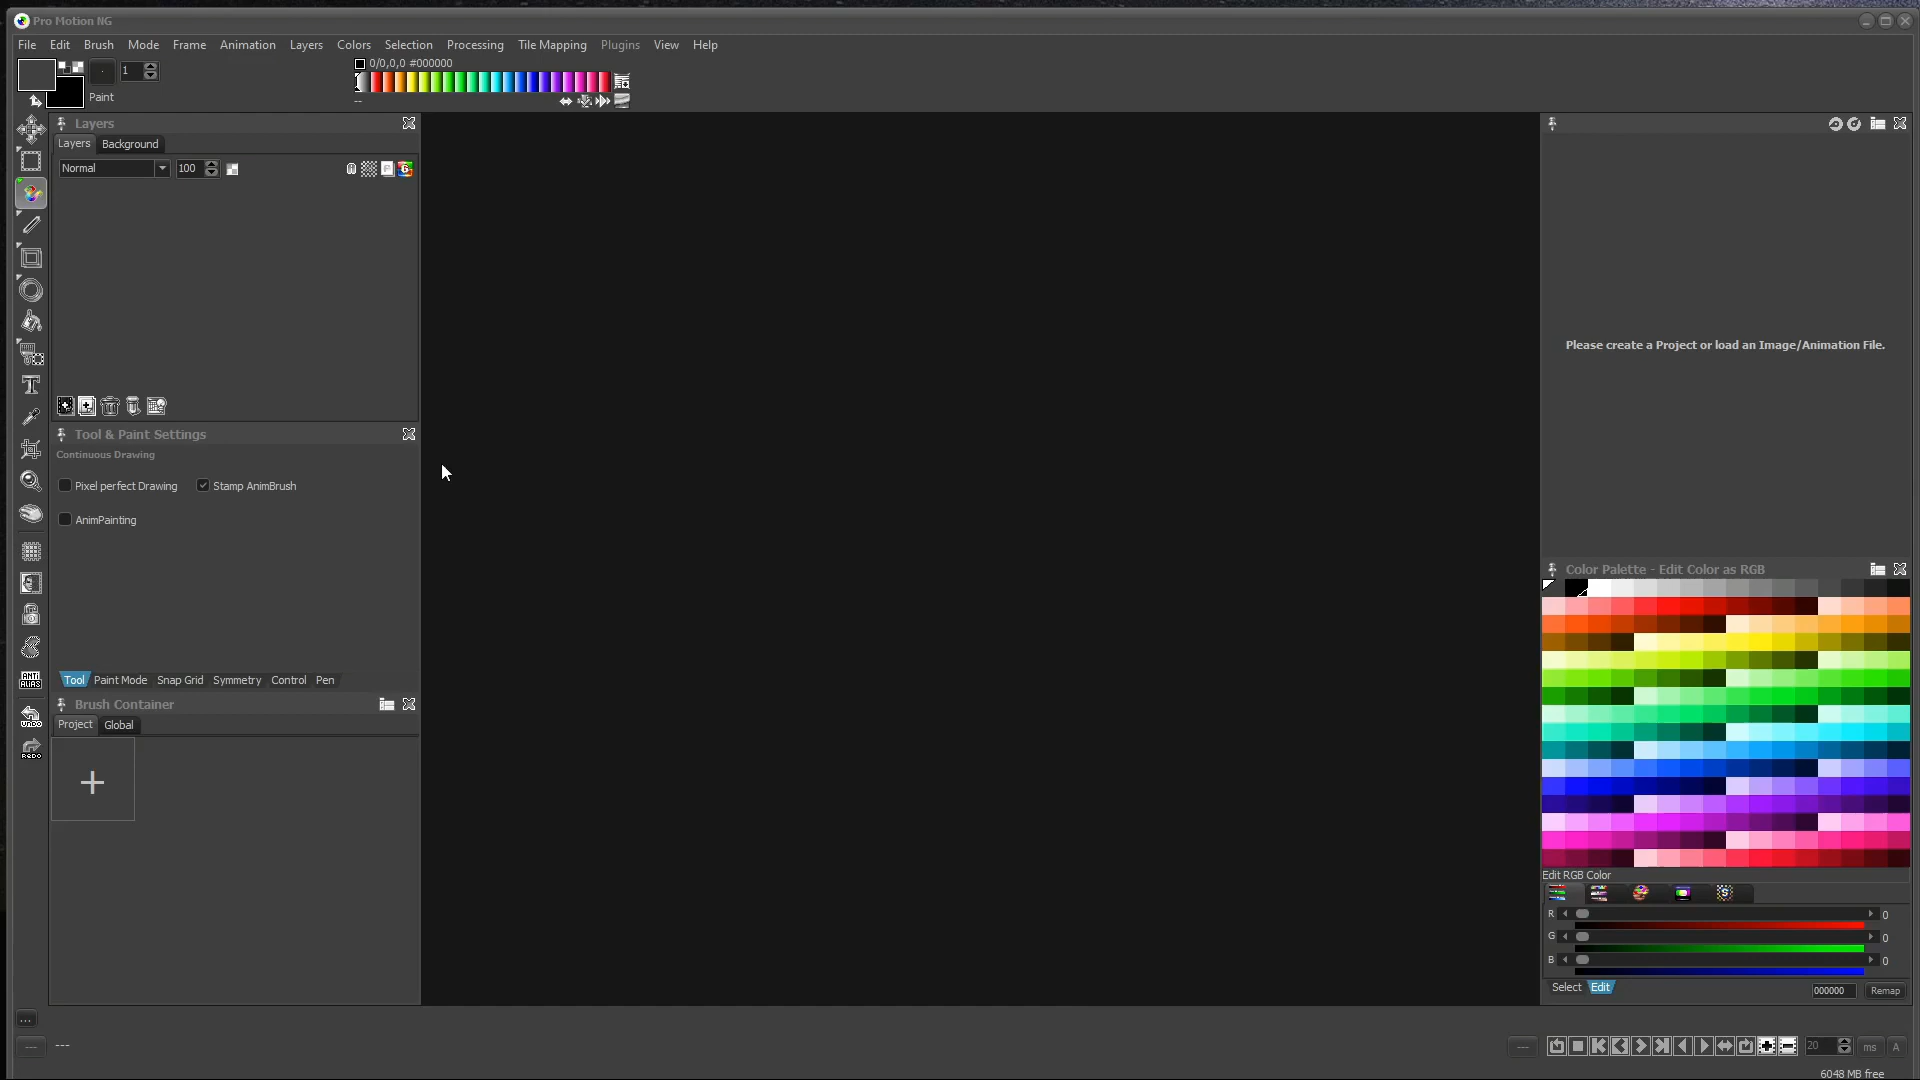 Pro Motion NG
File Edit Brush Mode Frame Animation Layers Colors Selection Processing Tile Mapping Plugins View Help
0/0,0,0 #000000
1
Paint
--
Layers
Layers Background
Normal 100
Please create a Project or load an Image/Animation File.
Tool & Paint Settings
Continuous Drawing
Pixel perfect Drawing Stamp AnimBrush
AnimPainting
Tool Paint Mode Snap Grid Symmetry Control Pen
ANTI
ALIAS
UNDO
REDO
Brush Container
Project Global
+
Color Palette - Edit Color as RGB
Edit RGB Color
R 0
G 0
B 0
Select Edit 000000 Remap
...
--- ---
--- 20 ms A
6048 MB free